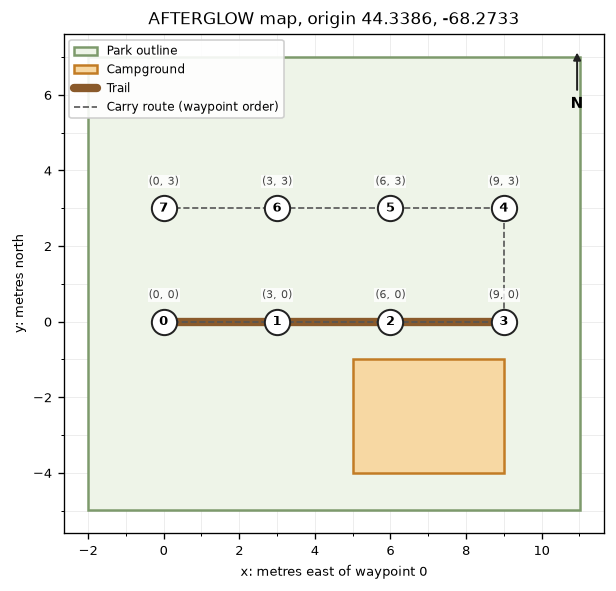 AFTERGLOW map, origin 44.3386, -68.2733
Park outline
Campground
Trail
Carry route (waypoint order)
N
(0, 3) (3, 3) (6, 3) (9, 3)
7 6 5 4
(0, 0) (3, 0) (6, 0) (9, 0)
0 1 2 3
y: metres north
6
4
2
0
−2
−4
−2 0 2 4 6 8 10
x: metres east of waypoint 0